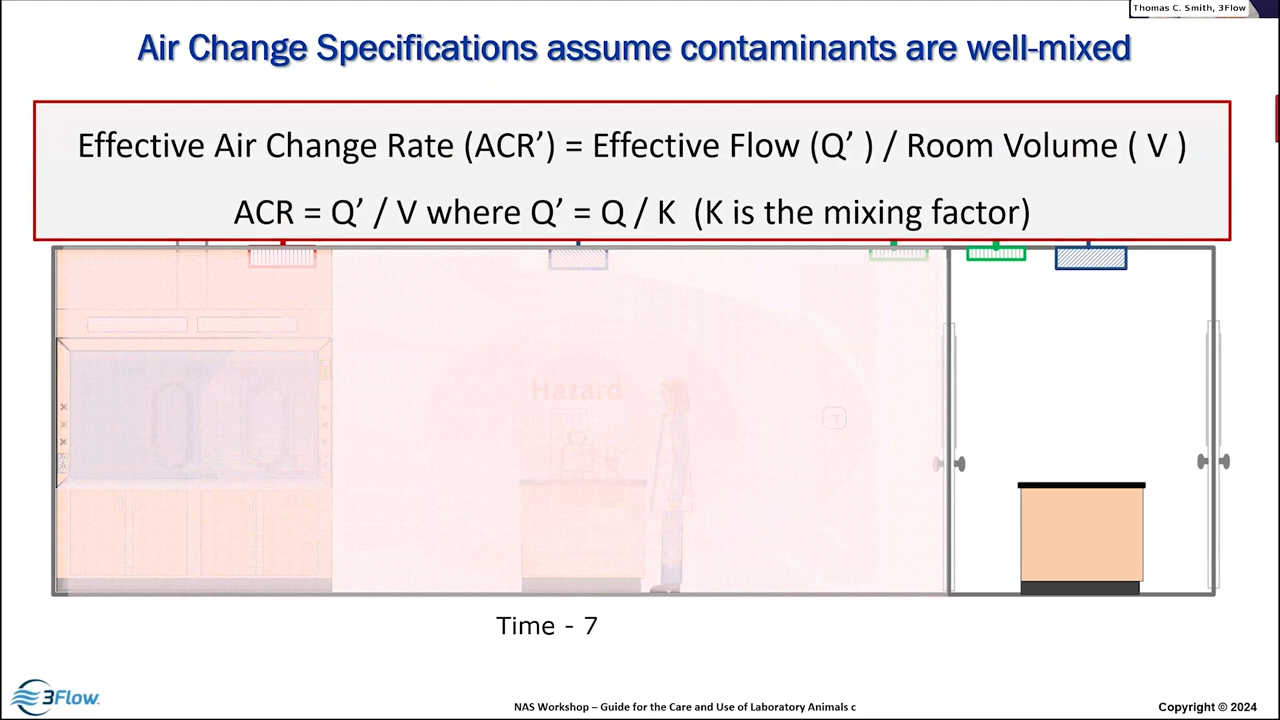 Thomas C. Smith, 3Flow
Air Change Specifications assume contaminants are well-mixed
Effective Air Change Rate (ACR’) = Effective Flow (Q’ ) / Room Volume ( V )
ACR = Q’ / V where Q’ = Q / K (K is the mixing factor)
Hazard
T
Time - 7
3Flow.
NAS Workshop – Guide for the Care and Use of Laboratory Animals c
Copyright © 2024